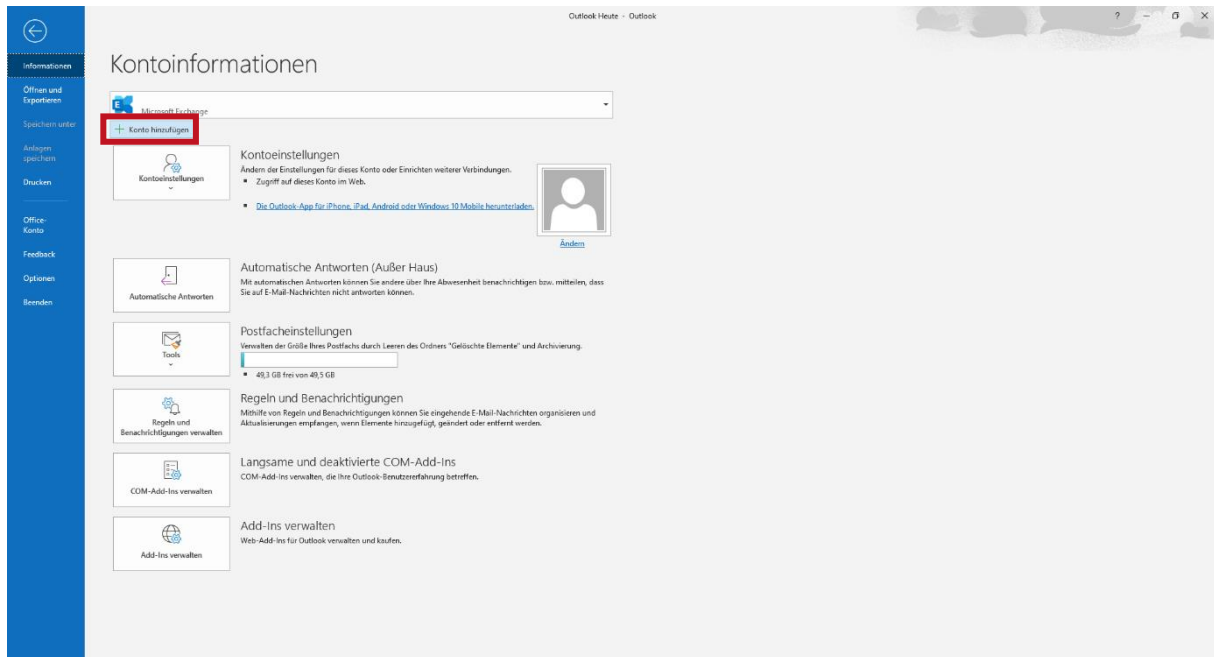 Outlook Heute - Outlook
?
Informationen
Öffnen und
Exportieren
Speichern unter
Anlagen
speichern
Drucken
Office-
Konto
Feedback
Optionen
Beenden
Kontoinformationen
E
Microsoft Exchange
Konto hinzufügen
Kontoeinstellungen
Kontoeinstellungen
Ändern der Einstellungen für dieses Konto oder Einrichten weiterer Verbindungen.
Zugriff auf dieses Konto im Web.
Die Outlook-App für iPhone, iPad, Android oder Windows 10 Mobile herunterladen.
Ändern
Automatische Antworten
Automatische Antworten (Außer Haus)
Mit automatischen Antworten können Sie andere über Ihre Abwesenheit benachrichtigen bzw. mitteilen, dass
Sie auf E-Mail-Nachrichten nicht antworten können.
Tools
Postfacheinstellungen
Verwalten der Größe Ihres Postfachs durch Leeren des Ordners "Gelöschte Elemente" und Archivierung.
49,3 GB frei von 49,5 GB
Regeln und
Benachrichtigungen verwalten
Regeln und Benachrichtigungen
Mithilfe von Regeln und Benachrichtigungen können Sie eingehende E-Mail-Nachrichten organisieren und
Aktualisierungen empfangen, wenn Elemente hinzugefügt, geändert oder entfernt werden.
COM-Add-Ins verwalten
Langsame und deaktivierte COM-Add-Ins
COM-Add-Ins verwalten, die Ihre Outlook-Benutzererfahrung betreffen.
Add-Ins verwalten
Add-Ins verwalten
Web-Add-Ins für Outlook verwalten und kaufen.